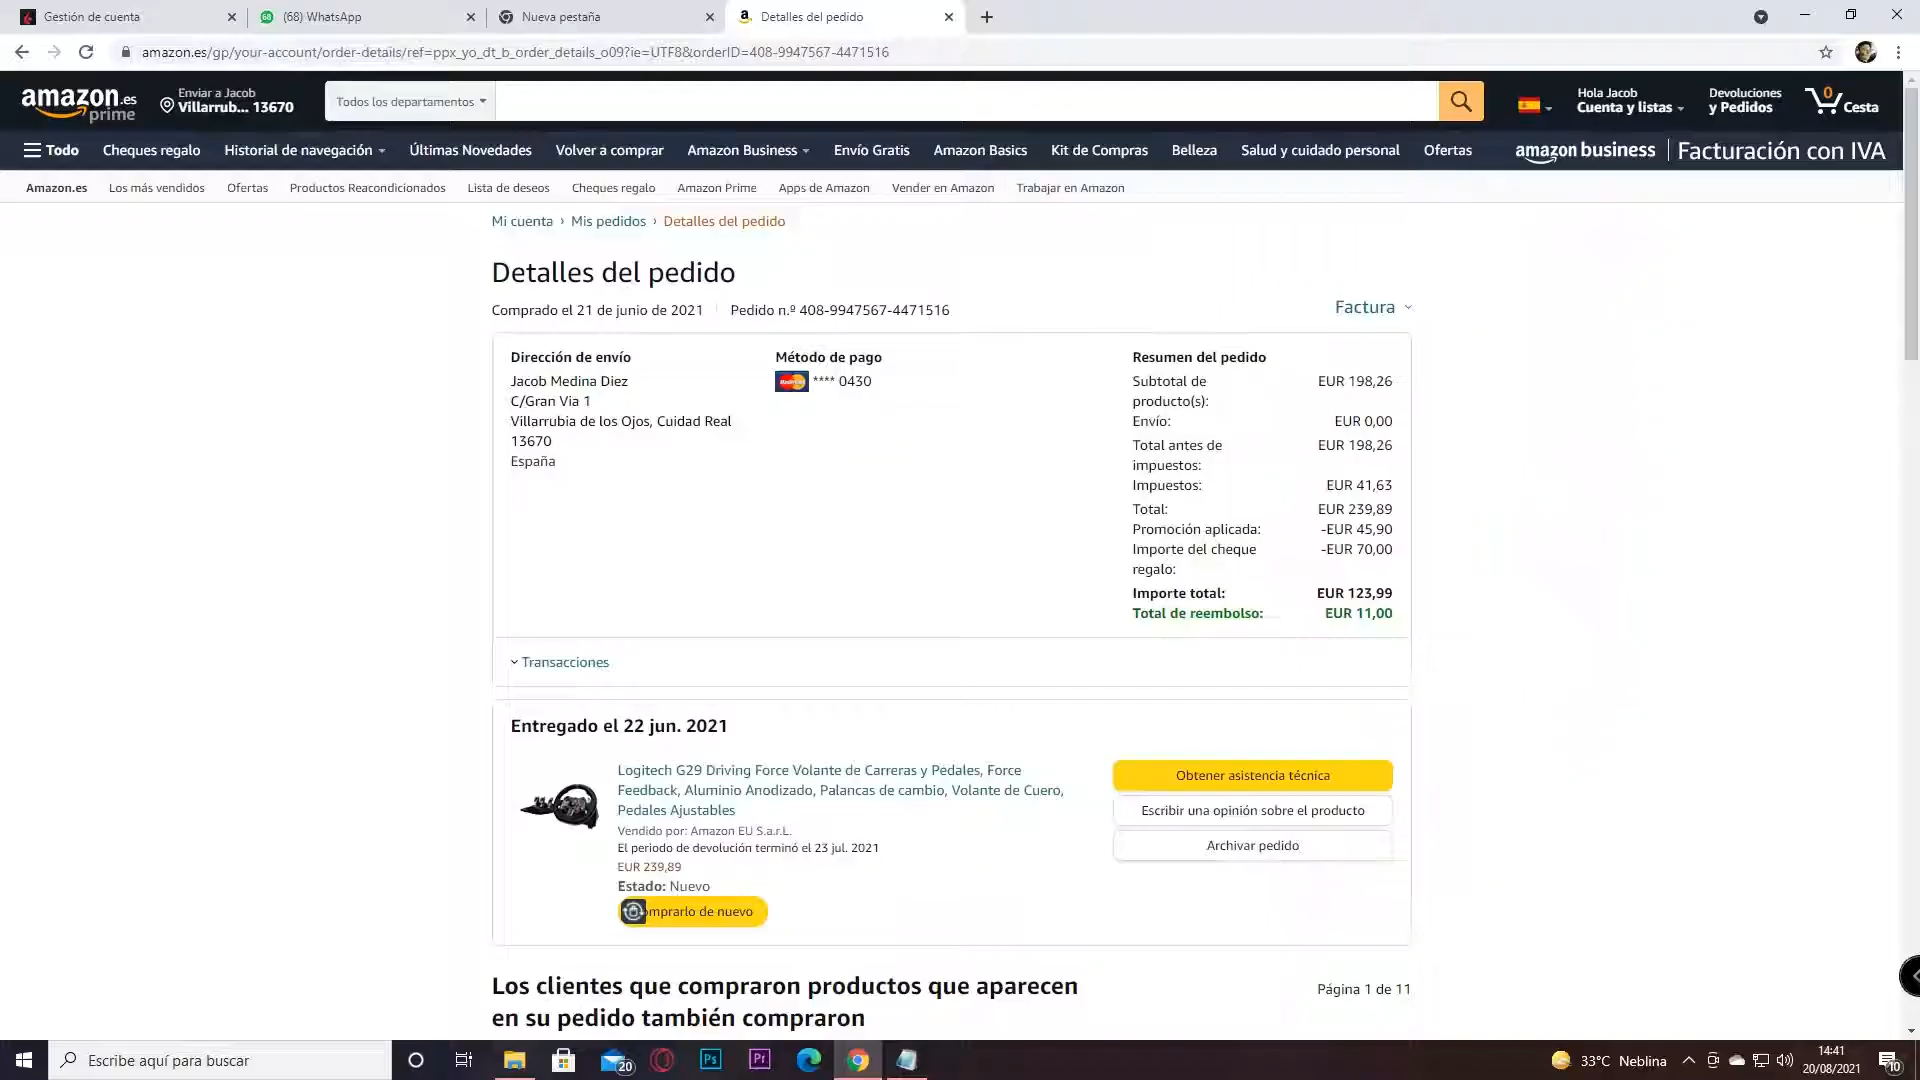 Gestión de cuenta
(68) WhatsApp
Nueva pestaña
Detalles del pedido
amazon.es/gp/your-account/order-details/ref=ppx_yo_dt_b_order_details_o09?ie=UTF8&orderID=408-9947567-4471516
amazon.es
prime
Enviar a Jacob
Villarrub... 13670
Todos los departamentos
Hola Jacob
Cuenta y listas
Devoluciones
y Pedidos
0
Cesta
Todo
Cheques regalo
Historial de navegación
Últimas Novedades
Volver a comprar
Amazon Business
Envío Gratis
Amazon Basics
Kit de Compras
Belleza
Salud y cuidado personal
Ofertas
amazon business
Facturación con IVA
Amazon.es
Los más vendidos
Ofertas
Productos Reacondicionados
Lista de deseos
Cheques regalo
Amazon Prime
Apps de Amazon
Vender en Amazon
Trabajar en Amazon
Mi cuenta › Mis pedidos › Detalles del pedido
Detalles del pedido
Comprado el 21 de junio de 2021
Pedido n.º 408-9947567-4471516
Factura
Dirección de envío
Jacob Medina Diez
C/Gran Via 1
Villarrubia de los Ojos, Cuidad Real
13670
España
Método de pago
**** 0430
Resumen del pedido
Subtotal de producto(s): EUR 198,26
Envío: EUR 0,00
Total antes de impuestos: EUR 198,26
Impuestos: EUR 41,63
Total: EUR 239,89
Promoción aplicada: -EUR 45,90
Importe del cheque regalo: -EUR 70,00
Importe total: EUR 123,99
Total de reembolso: EUR 11,00
Transacciones
Entregado el 22 jun. 2021
Logitech G29 Driving Force Volante de Carreras y Pedales, Force
Feedback, Aluminio Anodizado, Palancas de cambio, Volante de Cuero,
Pedales Ajustables
Vendido por: Amazon EU S.a.r.L.
El periodo de devolución terminó el 23 jul. 2021
EUR 239,89
Estado: Nuevo
mprarlo de nuevo
Obtener asistencia técnica
Escribir una opinión sobre el producto
Archivar pedido
Los clientes que compraron productos que aparecen
en su pedido también compraron
Página 1 de 11
Escribe aquí para buscar
20
Ps
Pr
33°C Neblina
14:41
20/08/2021
10